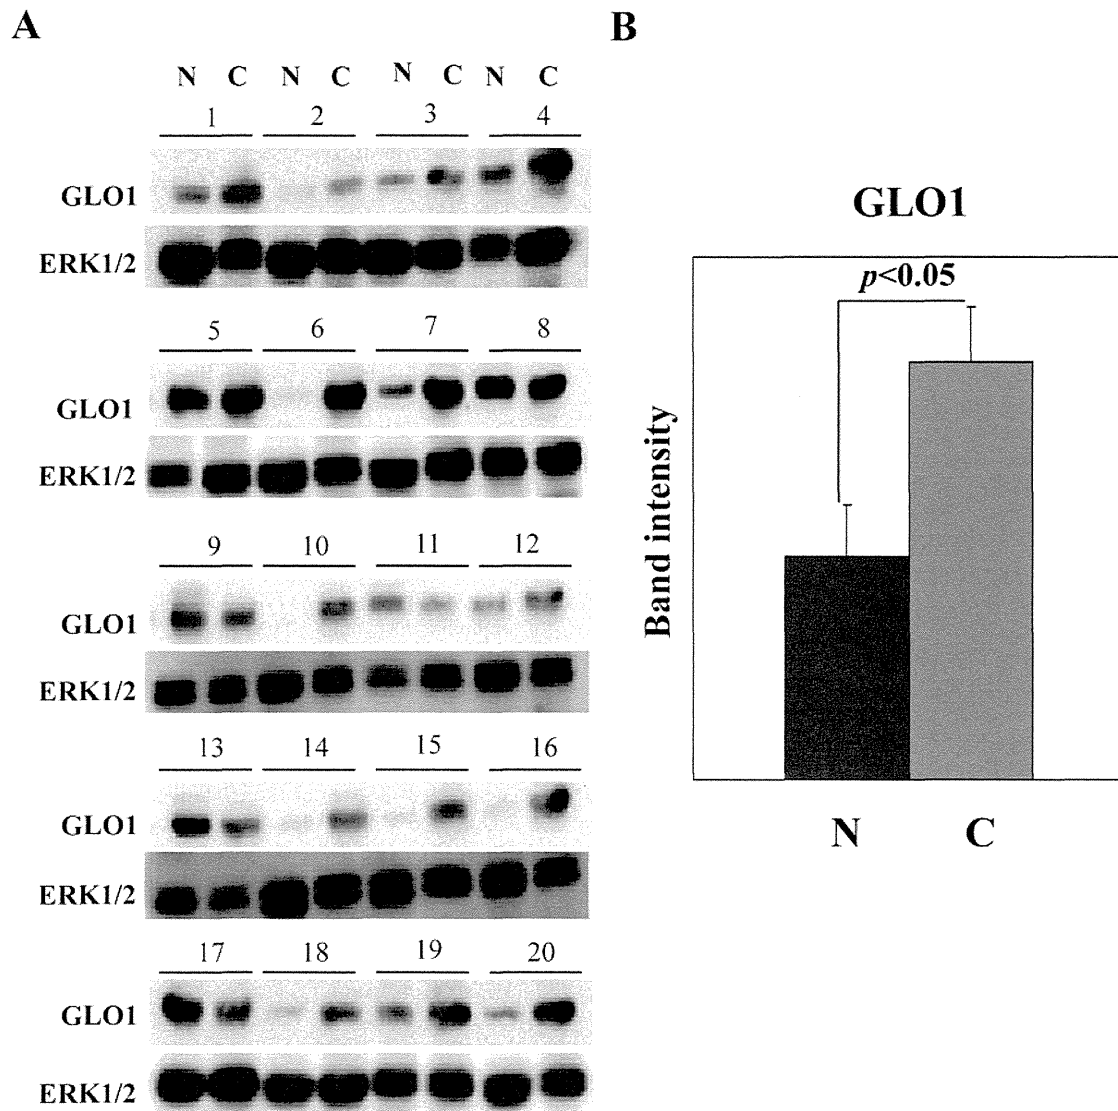 A
N C N C N C N C
1 2 3 4
GLO1
ERK1/2
5 6 7 8
GLO1
ERK1/2
9 10 11 12
GLO1
ERK1/2
13 14 15 16
GLO1
ERK1/2
17 18 19 20
GLO1
ERK1/2
B
GLO1
p<0.05
Band intensity
N C